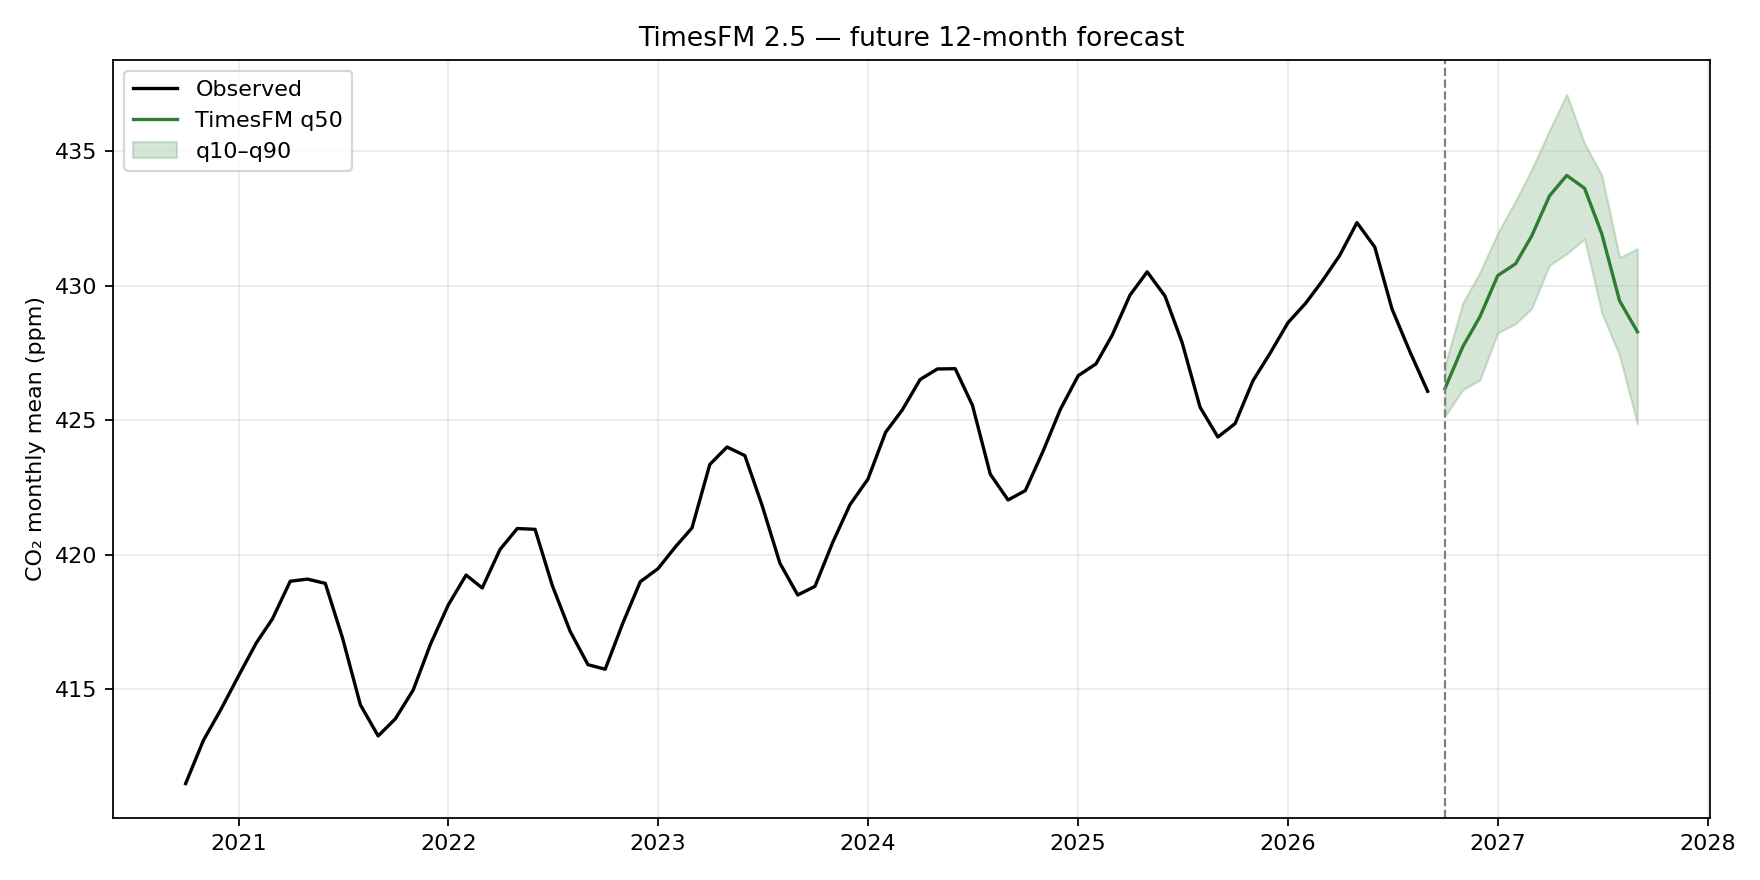 TimesFM 2.5 — future 12-month forecast
Observed
TimesFM q50
q10–q90
CO₂ monthly mean (ppm)
435
430
425
420
415
2021
2022
2023
2024
2025
2026
2027
2028